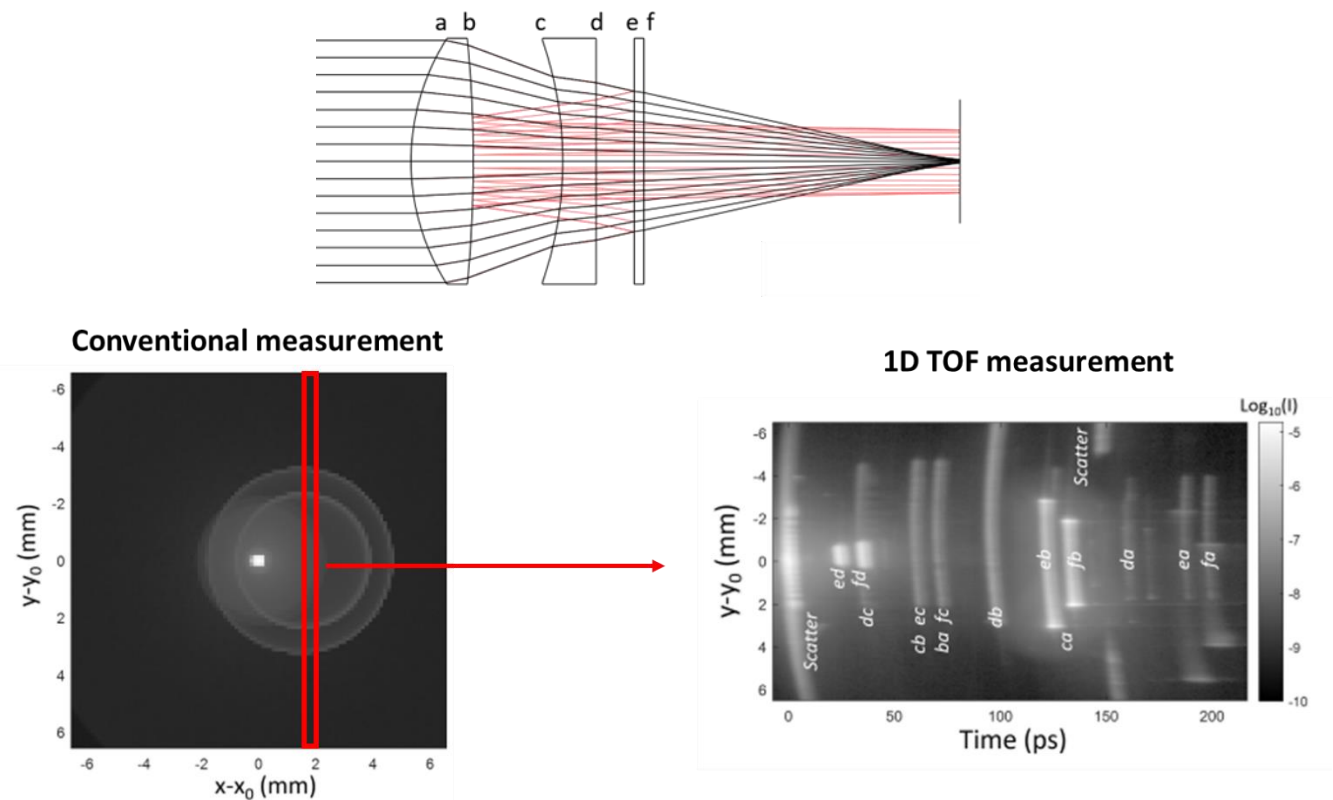 a b c d e f
Conventional measurement
-6
-4
-2
0
2
4
6
y-y0 (mm)
-6 -4 -2 0 2 4 6
x-x0 (mm)
1D TOF measurement
Log10(I)
-5
-6
-7
-8
-9
-10
-6
-4
-2
0
2
4
6
y-y0 (mm)
Scatter
ed
fd
dc
cb ec
ba fc
db
eb
fb
ca
Scatter
da
ea
fa
0 50 100 150 200
Time (ps)